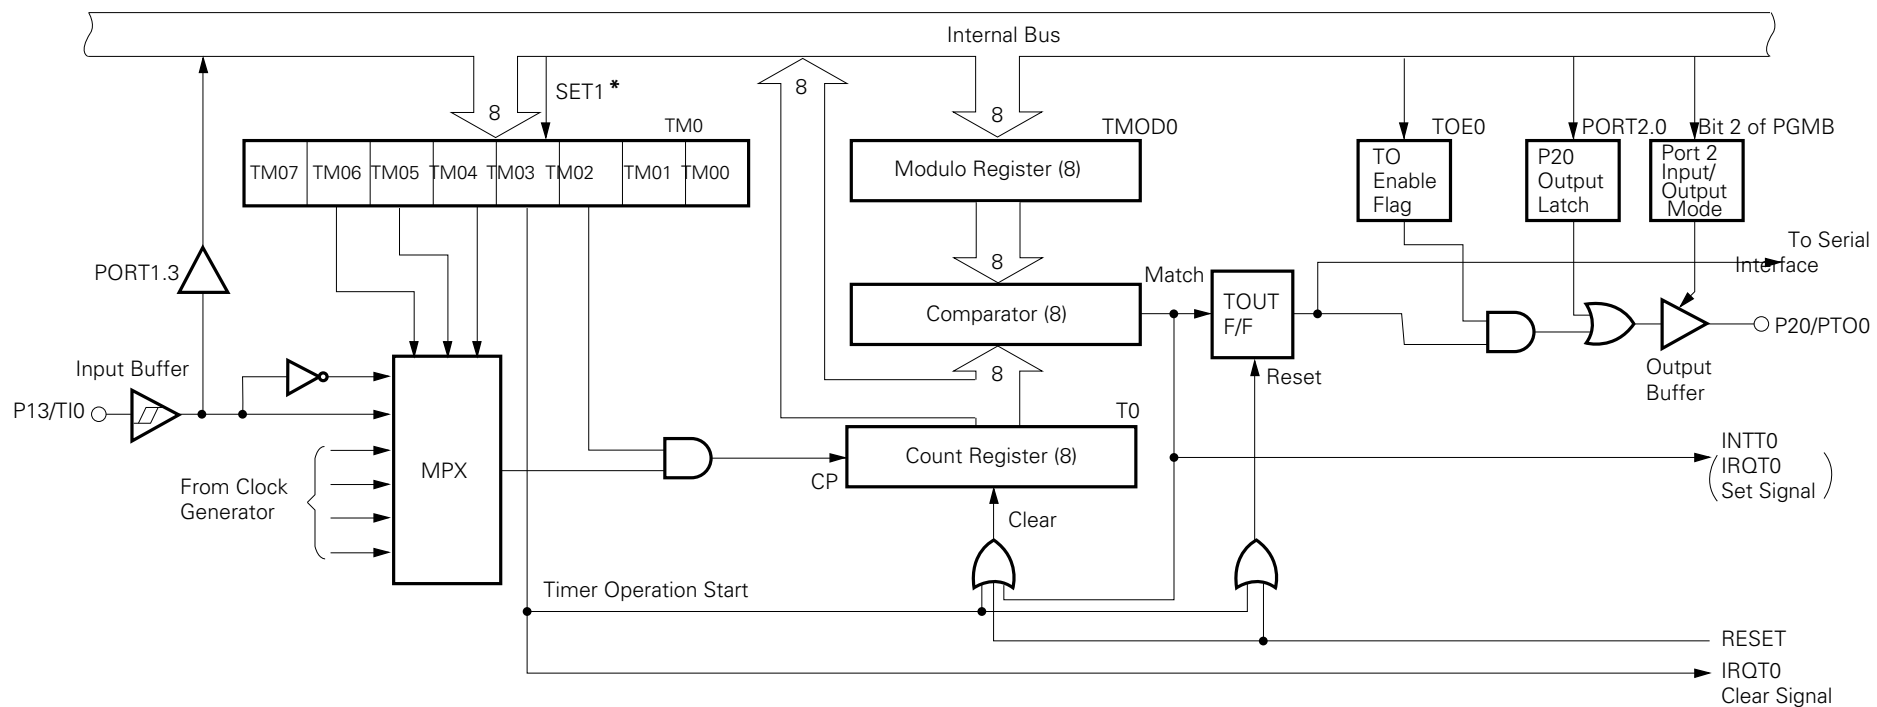 Internal Bus
SET1 *
8
8
8
TM0
TMOD0
TOE0
PORT2.0
Bit 2 of PGMB
TM07
TM06
TM05
TM04
TM03
TM02
TM01
TM00
Modulo Register (8)
TO
Enable
Flag
P20
Output
Latch
Port 2
Input/
Output
Mode
PORT1.3
8
To Serial
Interface
Match
Comparator (8)
TOUT
F/F
P20/PTO0
Input Buffer
8
Reset
Output
Buffer
P13/TI0
T0
MPX
Count Register (8)
CP
INTT0
IRQT0
Set Signal
From Clock
Generator
Clear
Timer Operation Start
RESET
IRQT0
Clear Signal